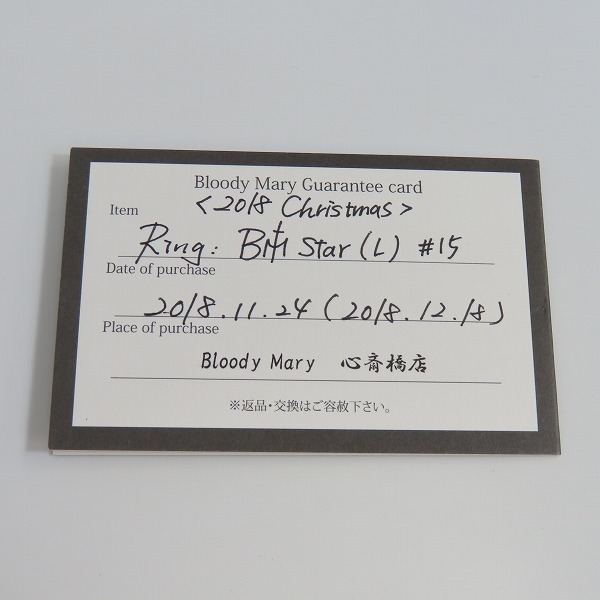 Bloody Mary Guarantee card
Item <2018 Christmas>
Ring: BM Star (L) #15
Date of purchase
2018.11.24 (2018.12.18)
Place of purchase
Bloody Mary 心斎橋店
※返品・交換はご容赦下さい。